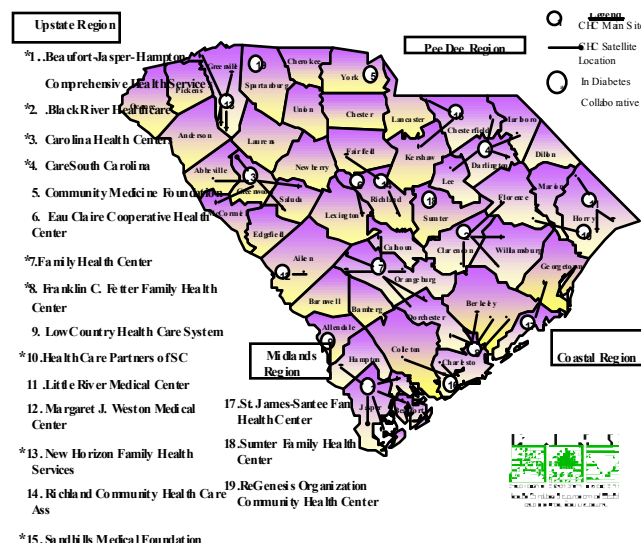 Upstate Region
Pee Dee Region
Legend
CHC Main Site
CHC Satellite
Location
In Diabetes
Collaborative
*1. .Beaufort-Jasper-Hampton
Comprehensive Health Services
*2. .Black River Healthcare
*3. Carolina Health Center
*4. CareSouth Carolina
5. Community Medicine Foundation
6. Eau Claire Cooperative Health
Center
*7.Family Health Center
*8. Franklin C. Fetter Family Health
Center
9. LowCountry Health Care System
*10.HealthCare Partners of SC
11 .Little River Medical Center
12. Margaret J. Weston Medical
Center
*13. New Horizon Family Health
Services
14. Richland Community Health Care
Ass
*15. Sandhills Medical Foundation
17.St. James-Santee Fam
Health Center
18. Sumter Family Health
Center
19 .ReGenesis Organization
Community Health Center
Midlands
Region
Coastal Region
Greenville
Pickens
Oconee
Spartanburg
Cherokee
York
Union
Chester
Lancaster
Chesterfield
Marlboro
Anderson
Laurens
Newberry
Fairfield
Kershaw
Darlington
Dillon
Abbeville
Greenwood
McCormick
Saluda
Lexington
Richland
Lee
Sumter
Florence
Marion
Horry
Edgefield
Aiken
Calhoun
Clarendon
Williamsburg
Georgetown
Barnwell
Bamberg
Orangeburg
Berkeley
Dorchester
Allendale
Hampton
Colleton
Charleston
Jasper